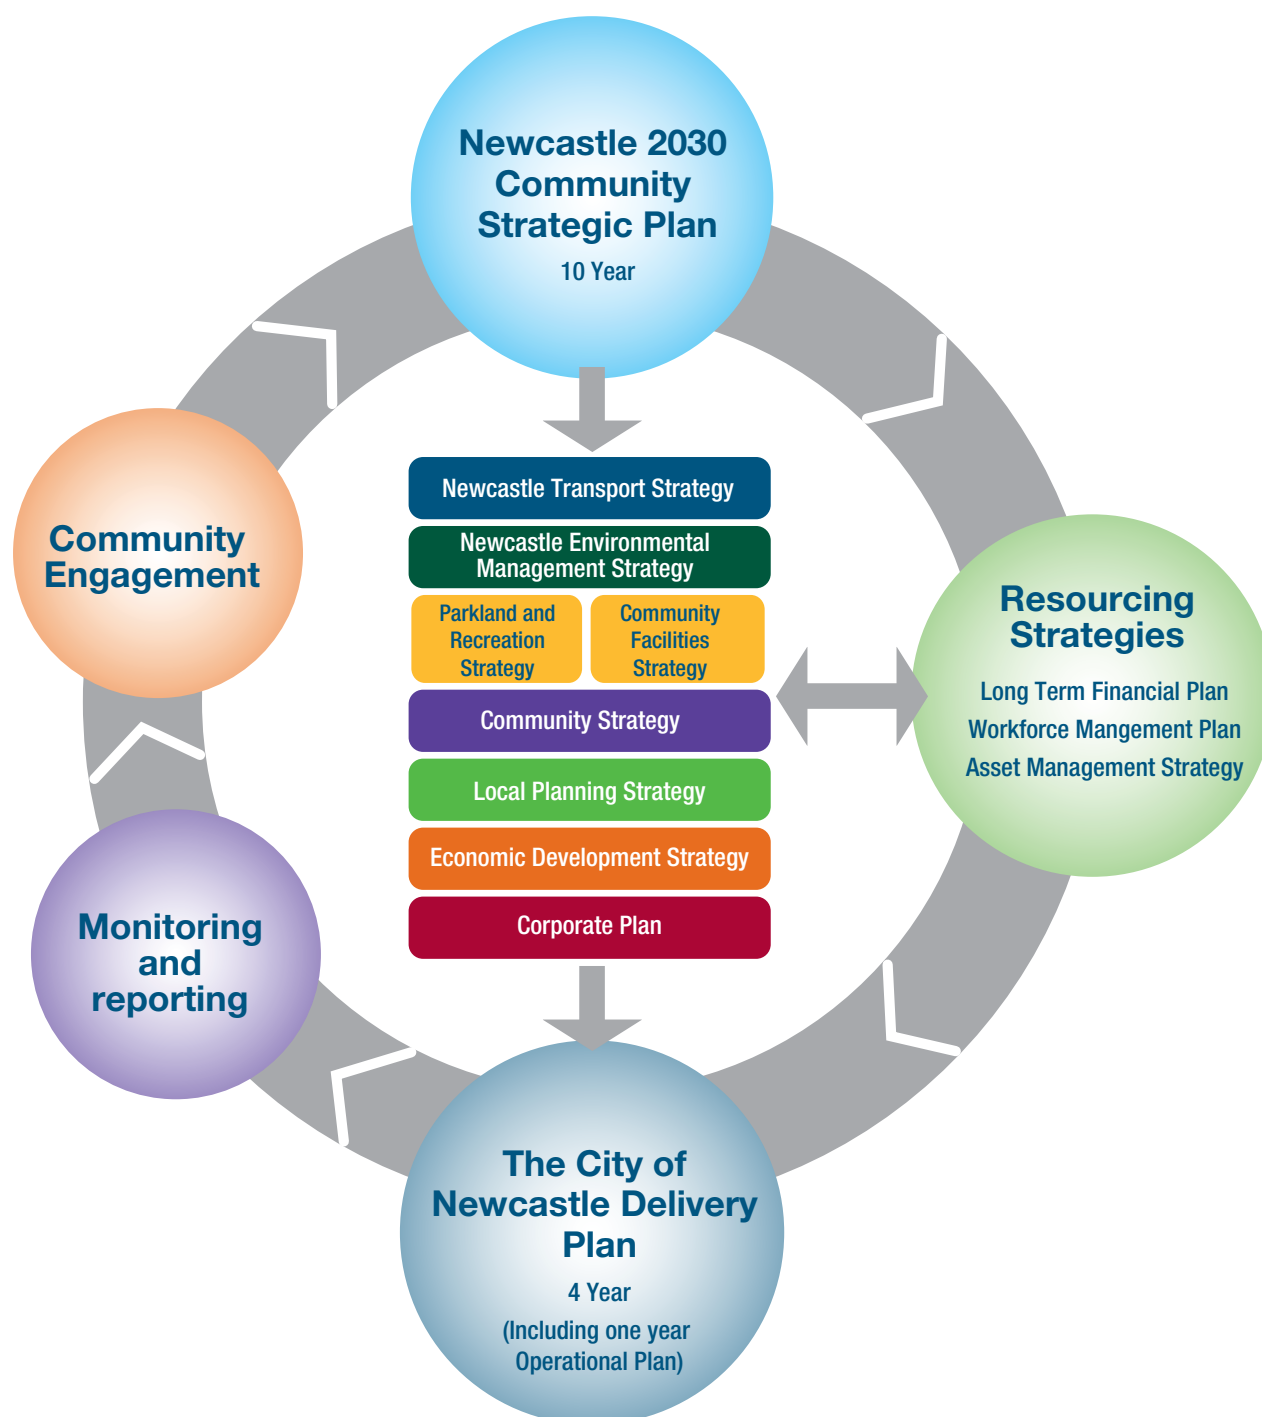 Newcastle 2030
Community
Strategic Plan
10 Year
Newcastle Transport Strategy
Newcastle Environmental
Management Strategy
Parkland and
Recreation
Strategy
Community
Facilities
Strategy
Community Strategy
Local Planning Strategy
Economic Development Strategy
Corporate Plan
Resourcing
Strategies
Long Term Financial Plan
Workforce Mangement Plan
Asset Management Strategy
The City of
Newcastle Delivery
Plan
4 Year
(Including one year
Operational Plan)
Monitoring
and
reporting
Community
Engagement